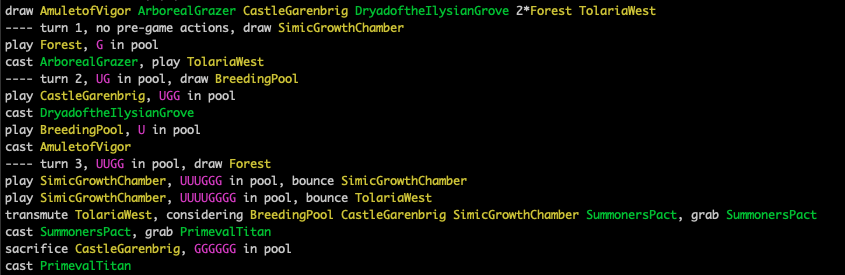 draw AmuletofVigor ArborealGrazer CastleGarenbrig DryadoftheIlysianGrove 2*Forest TolariaWest
---- turn 1, no pre-game actions, draw SimicGrowthChamber
play Forest, G in pool
cast ArborealGrazer, play TolariaWest
---- turn 2, UG in pool, draw BreedingPool
play CastleGarenbrig, UGG in pool
cast DryadoftheIlysianGrove
play BreedingPool, U in pool
cast AmuletofVigor
---- turn 3, UUGG in pool, draw Forest
play SimicGrowthChamber, UUUGGG in pool, bounce SimicGrowthChamber
play SimicGrowthChamber, UUUUGGGG in pool, bounce TolariaWest
transmute TolariaWest, considering BreedingPool CastleGarenbrig SimicGrowthChamber SummonersPact, grab SummonersPact
cast SummonersPact, grab PrimevalTitan
sacrifice CastleGarenbrig, GGGGGG in pool
cast PrimevalTitan